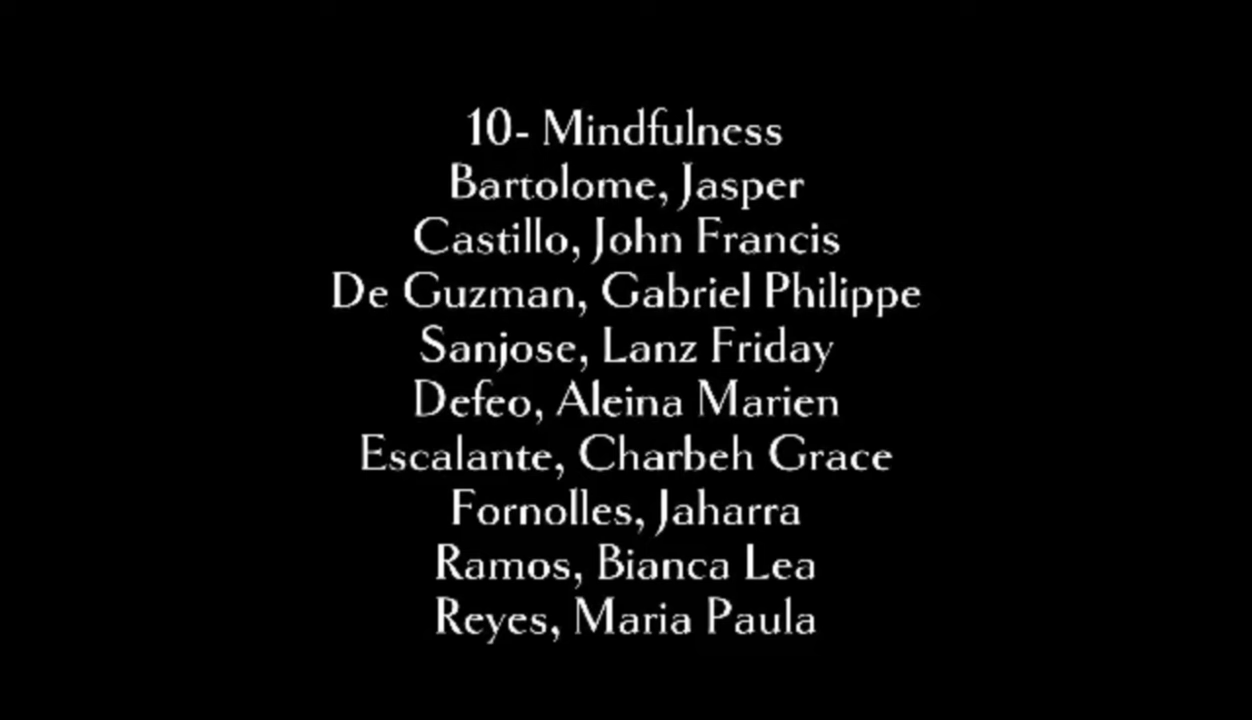 10- Mindfulness
Bartolome, Jasper
Castillo, John Francis
De Guzman, Gabriel Philippe
Sanjose, Lanz Friday
Defeo, Aleina Marien
Escalante, Charbeh Grace
Fornolles, Jaharra
Ramos, Bianca Lea
Reyes, Maria Paula